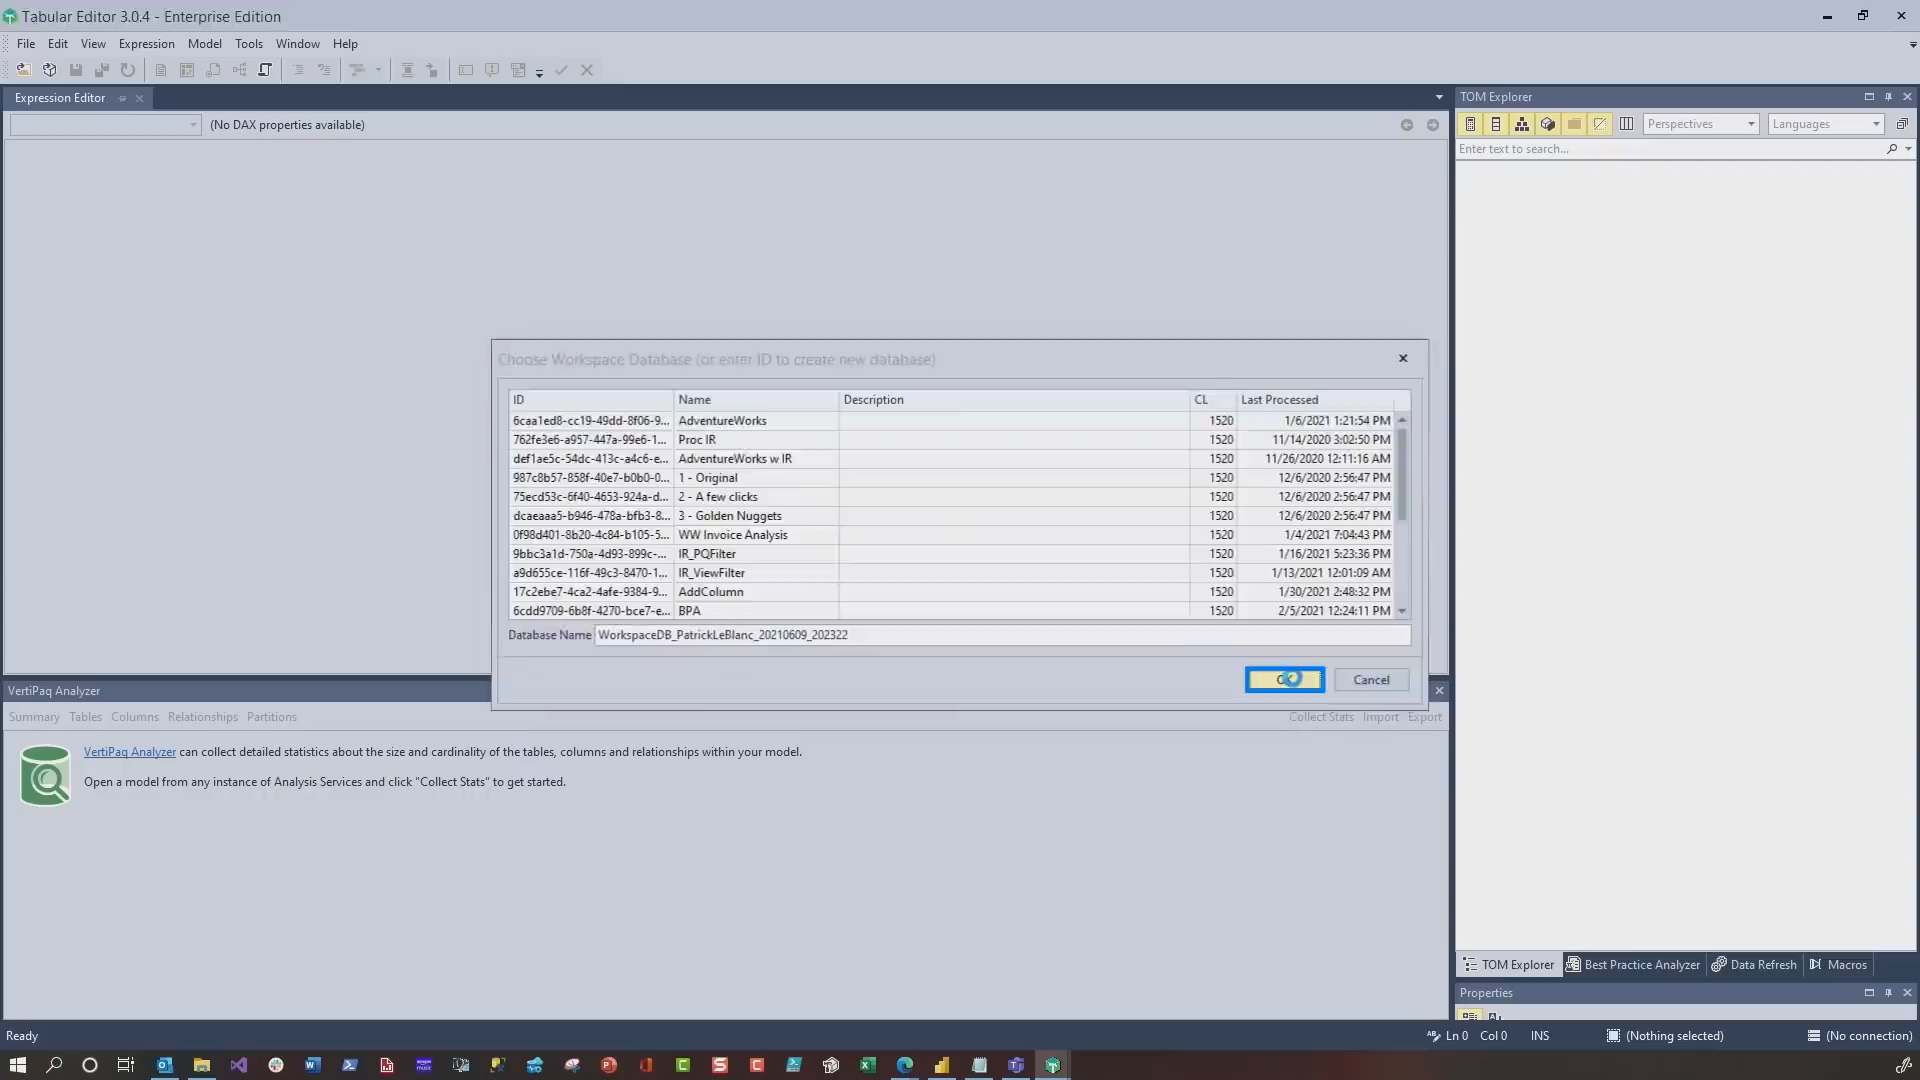 Tabular Editor 3.0.4 - Enterprise Edition
File Edit View Expression Model Tools Window Help
Expression Editor
(No DAX properties available)
TOM Explorer
Perspectives Languages
Enter text to search...
Choose Workspace Database (or enter ID to create new database)
ID Name Description CL Last Processed
6caa1ed8-cc19-49dd-8f06-9... AdventureWorks 1520 1/6/2021 1:21:54 PM
762fe3e6-a957-447a-99e6-1... Proc IR 1520 11/14/2020 3:02:50 PM
def1ae5c-54dc-413c-a4c6-e... AdventureWorks w IR 1520 11/26/2020 12:11:16 AM
987c8b57-858f-40e7-b0b0-0... 1 - Original 1520 12/6/2020 2:56:47 PM
75ecd53c-6f40-4653-924a-d... 2 - A few clicks 1520 12/6/2020 2:56:47 PM
dcaeaaa5-b946-478a-bfb3-8... 3 - Golden Nuggets 1520 12/6/2020 2:56:47 PM
0f98d401-8b20-4c84-b105-5... WW Invoice Analysis 1520 1/4/2021 7:04:43 PM
9bbc3a1d-750a-4d93-899c-... IR_PQFilter 1520 1/16/2021 5:23:36 PM
a9d655ce-116f-49c3-8470-1... IR_ViewFilter 1520 1/13/2021 12:01:09 AM
17c2ebe7-4ca2-4afe-9384-9... AddColumn 1520 1/30/2021 2:48:32 PM
6cdd9709-6b8f-4270-bce7-e... BPA 1520 2/5/2021 12:24:11 PM
Database Name WorkspaceDB_PatrickLeBlanc_20210609_202322
Cancel
VertiPaq Analyzer
Summary Tables Columns Relationships Partitions Collect Stats Import Export
VertiPaq Analyzer can collect detailed statistics about the size and cardinality of the tables, columns and relationships within your model.
Open a model from any instance of Analysis Services and click "Collect Stats" to get started.
TOM Explorer Best Practice Analyzer Data Refresh Macros
Properties
Ready Ln 0 Col 0 INS (Nothing selected) (No connection)